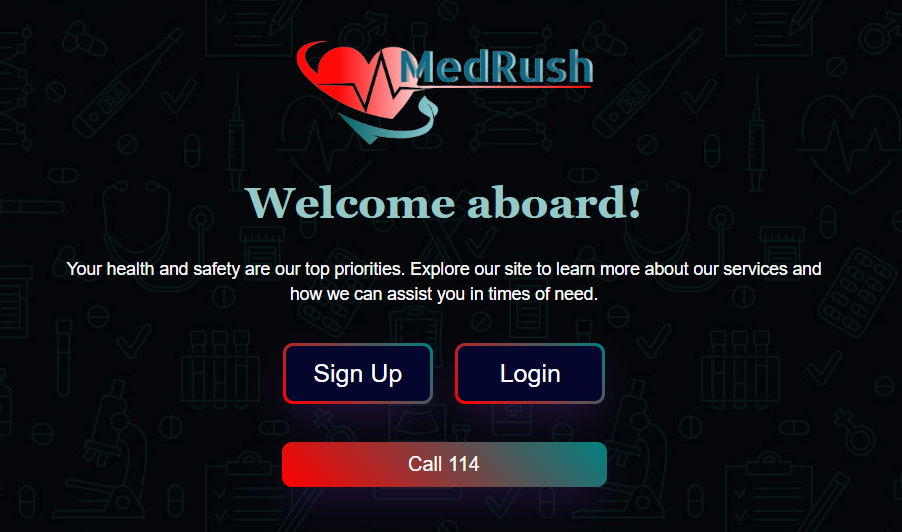 MedRush
Welcome aboard!
Your health and safety are our top priorities. Explore our site to learn more about our services and
how we can assist you in times of need.
Sign Up
Login
Call 114